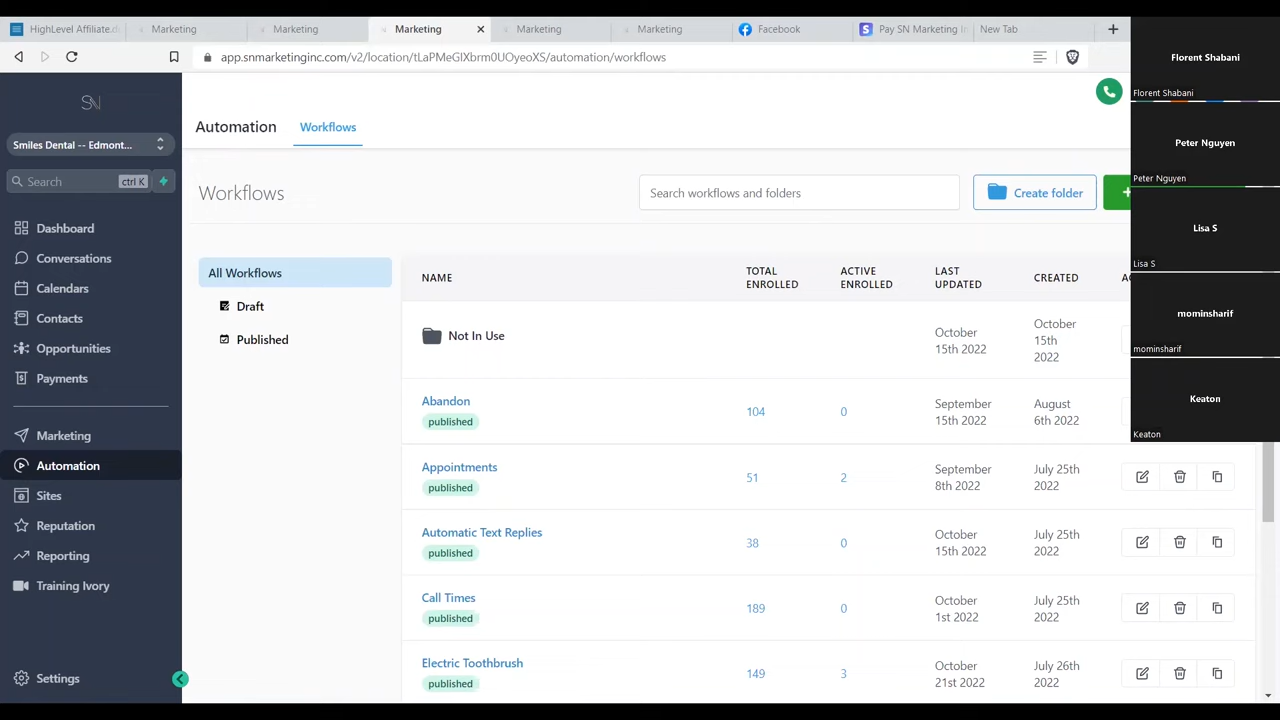 HighLevel Affiliate.d
Marketing
Marketing
Marketing
Marketing
Marketing
Facebook
Pay SN Marketing In
New Tab
app.snmarketinginc.com/v2/location/tLaPMeGlXbrm0UOyeoXS/automation/workflows
SN
Smiles Dental -- Edmont...
Search
ctrl K
Dashboard
Conversations
Calendars
Contacts
Opportunities
Payments
Marketing
Automation
Sites
Reputation
Reporting
Training Ivory
Settings
Automation
Workflows
Workflows
Search workflows and folders
Create folder
All Workflows
Draft
Published
NAME
TOTAL
ENROLLED
ACTIVE
ENROLLED
LAST
UPDATED
CREATED
Not In Use
October
15th 2022
October
15th
2022
Abandon
published
104
0
September
15th 2022
August
6th 2022
Appointments
published
51
2
September
8th 2022
July 25th
2022
Automatic Text Replies
published
38
0
October
15th 2022
July 25th
2022
Call Times
published
189
0
October
1st 2022
July 25th
2022
Electric Toothbrush
published
149
3
October
21st 2022
July 26th
2022
Florent Shabani
Florent Shabani
Peter Nguyen
Peter Nguyen
Lisa S
Lisa S
mominsharif
mominsharif
Keaton
Keaton